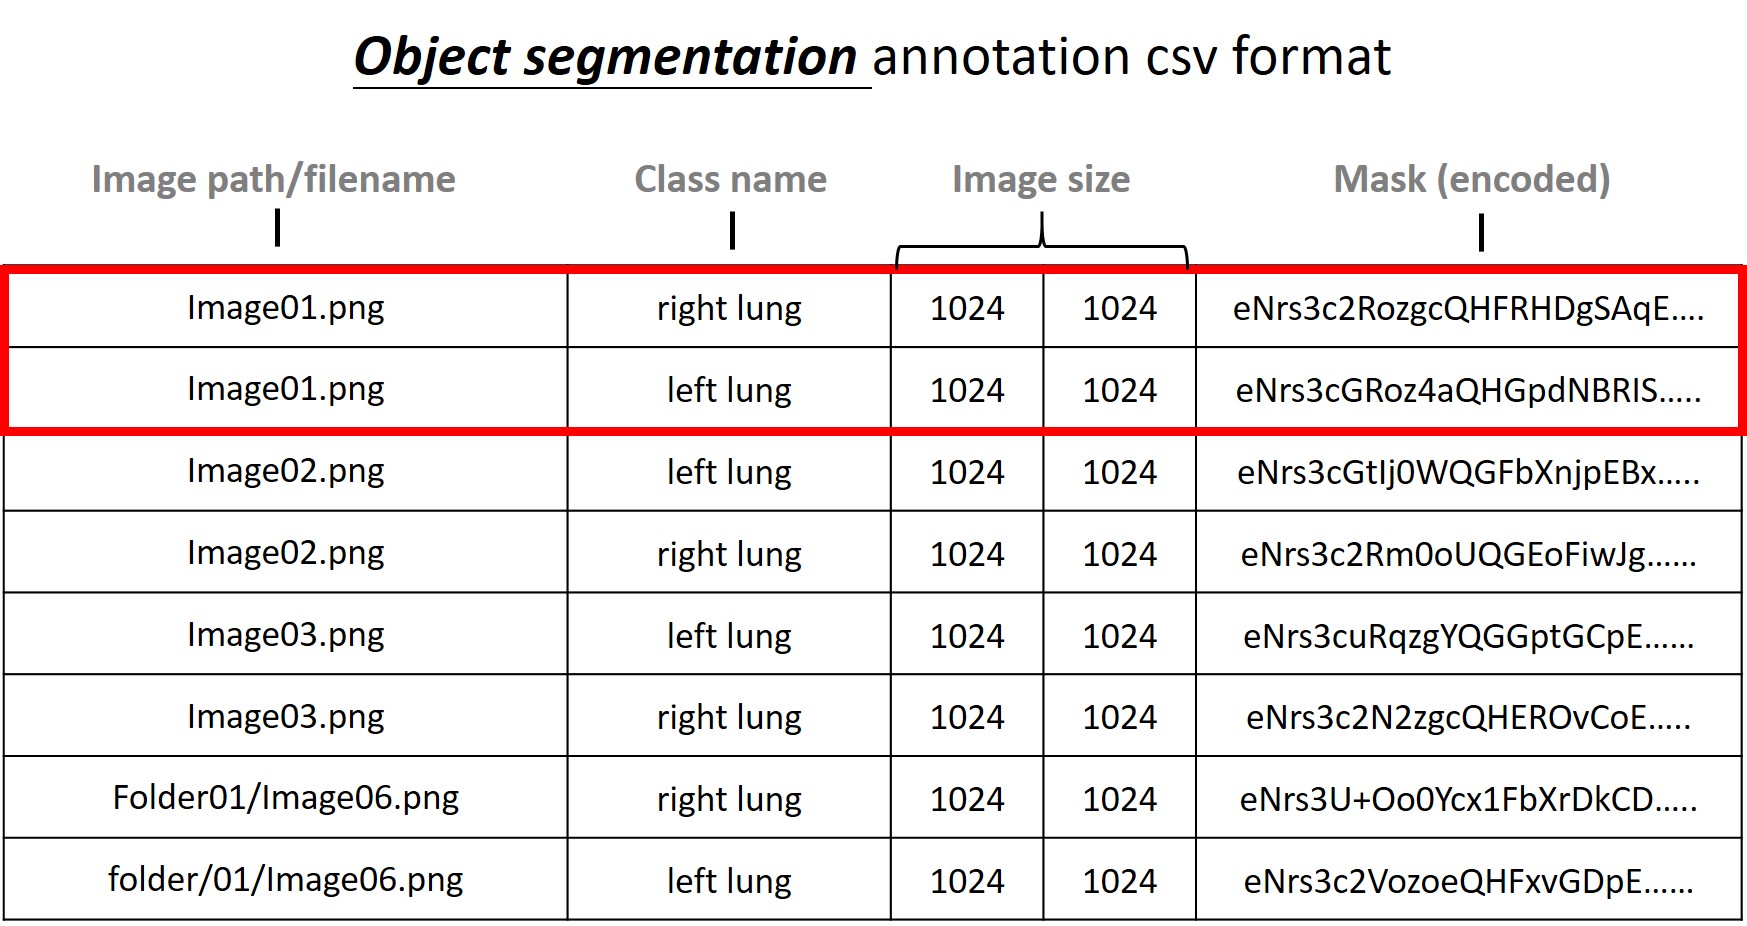 Object segmentation annotation csv format
Image path/filename Class name Image size Mask (encoded)
Image01.png right lung 1024 1024 eNrs3c2RozgcQHFRHDgSAqE....
Image01.png left lung 1024 1024 eNrs3cGRoz4aQHGpdNBRIS.....
Image02.png left lung 1024 1024 eNrs3cGtIj0WQGFbXnjpEBx.....
Image02.png right lung 1024 1024 eNrs3c2Rm0oUQGEoFiwJg......
Image03.png left lung 1024 1024 eNrs3cuRqzgYQGGptGCpE......
Image03.png right lung 1024 1024 eNrs3c2N2zgcQHEROvCoE.....
Folder01/Image06.png right lung 1024 1024 eNrs3U+Oo0Ycx1FbXrDkCD.....
folder/01/Image06.png left lung 1024 1024 eNrs3c2VozoeQHFxvGDpE......